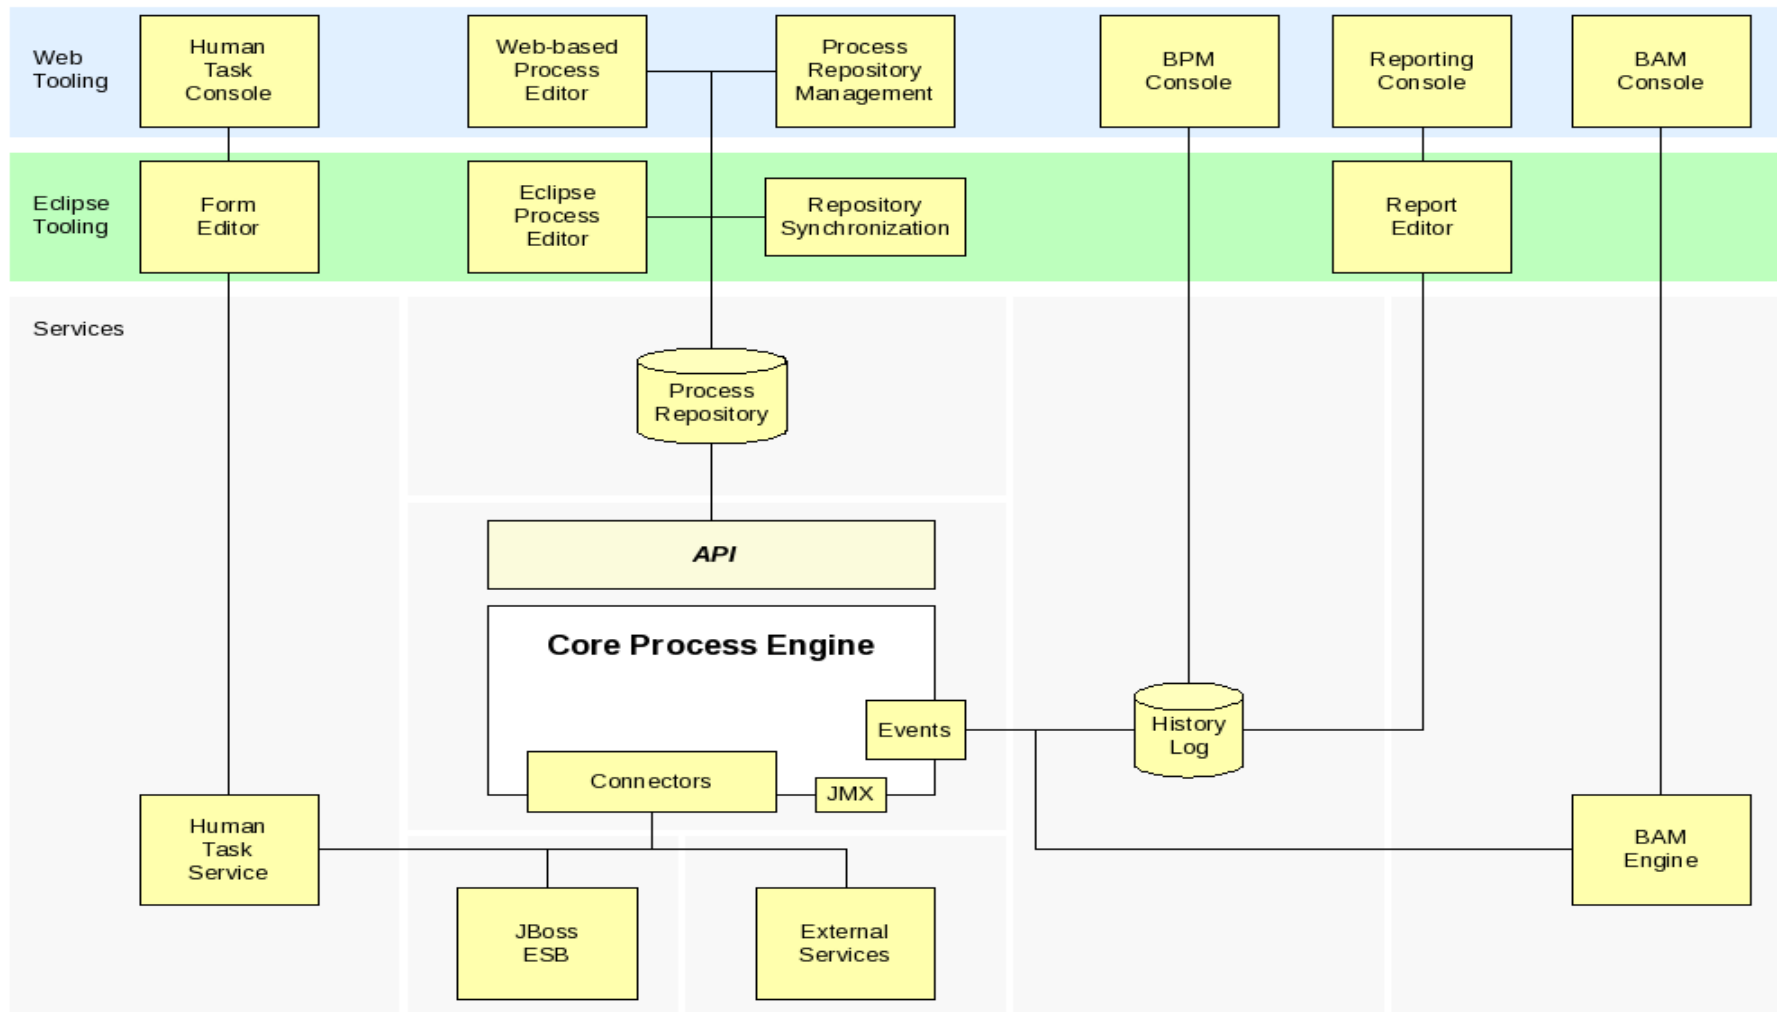 Web
Tooling
Human
Task
Console
Web-based
Process
Editor
Process
Repository
Management
BPM
Console
Reporting
Console
BAM
Console
Eclipse
Tooling
Form
Editor
Eclipse
Process
Editor
Repository
Synchronization
Report
Editor
Services
Process
Repository
API
Core Process Engine
Events
History
Log
Connectors
JMX
Human
Task
Service
BAM
Engine
JBoss
ESB
External
Services